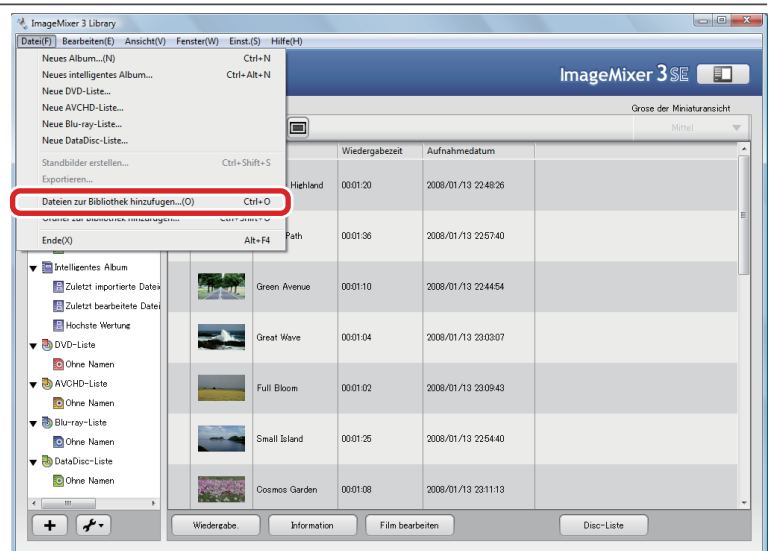 ImageMixer 3 Library
Datei(F) Bearbeiten(E) Ansicht(V) Fenster(W) Einst.(S) Hilfe(H)
Neues Album...(N) Ctrl+N
Neues intelligentes Album... Ctrl+Alt+N
Neue DVD-Liste...
Neue AVCHD-Liste...
Neue Blu-ray-Liste...
Neue DataDisc-Liste...
Standbilder erstellen... Ctrl+Shift+S
Exportieren...
Dateien zur Bibliothek hinzufugen...(O) Ctrl+O
Ordner zur Bibliothek hinzufugen... Ctrl+Shift+O
Ende(X) Alt+F4
ImageMixer 3 SE
Grose der Miniaturansicht
Mittel
Wiedergabezeit Aufnahmedatum
Highland 00:01:20 2008/01/13 22:48:26
Path 00:01:36 2008/01/13 22:57:40
Green Avenue 00:01:10 2008/01/13 22:44:54
Great Wave 00:01:04 2008/01/13 23:03:07
Full Bloom 00:01:02 2008/01/13 23:09:43
Small Island 00:01:25 2008/01/13 22:54:40
Cosmos Garden 00:01:08 2008/01/13 23:11:13
Intelligentes Album
Zuletzt importierte Datei
Zuletzt bearbeitete Datei
Hochste Wertung
DVD-Liste
Ohne Namen
AVCHD-Liste
Ohne Namen
Blu-ray-Liste
Ohne Namen
DataDisc-Liste
Ohne Namen
Wiedergabe. Information Film bearbeiten Disc-Liste